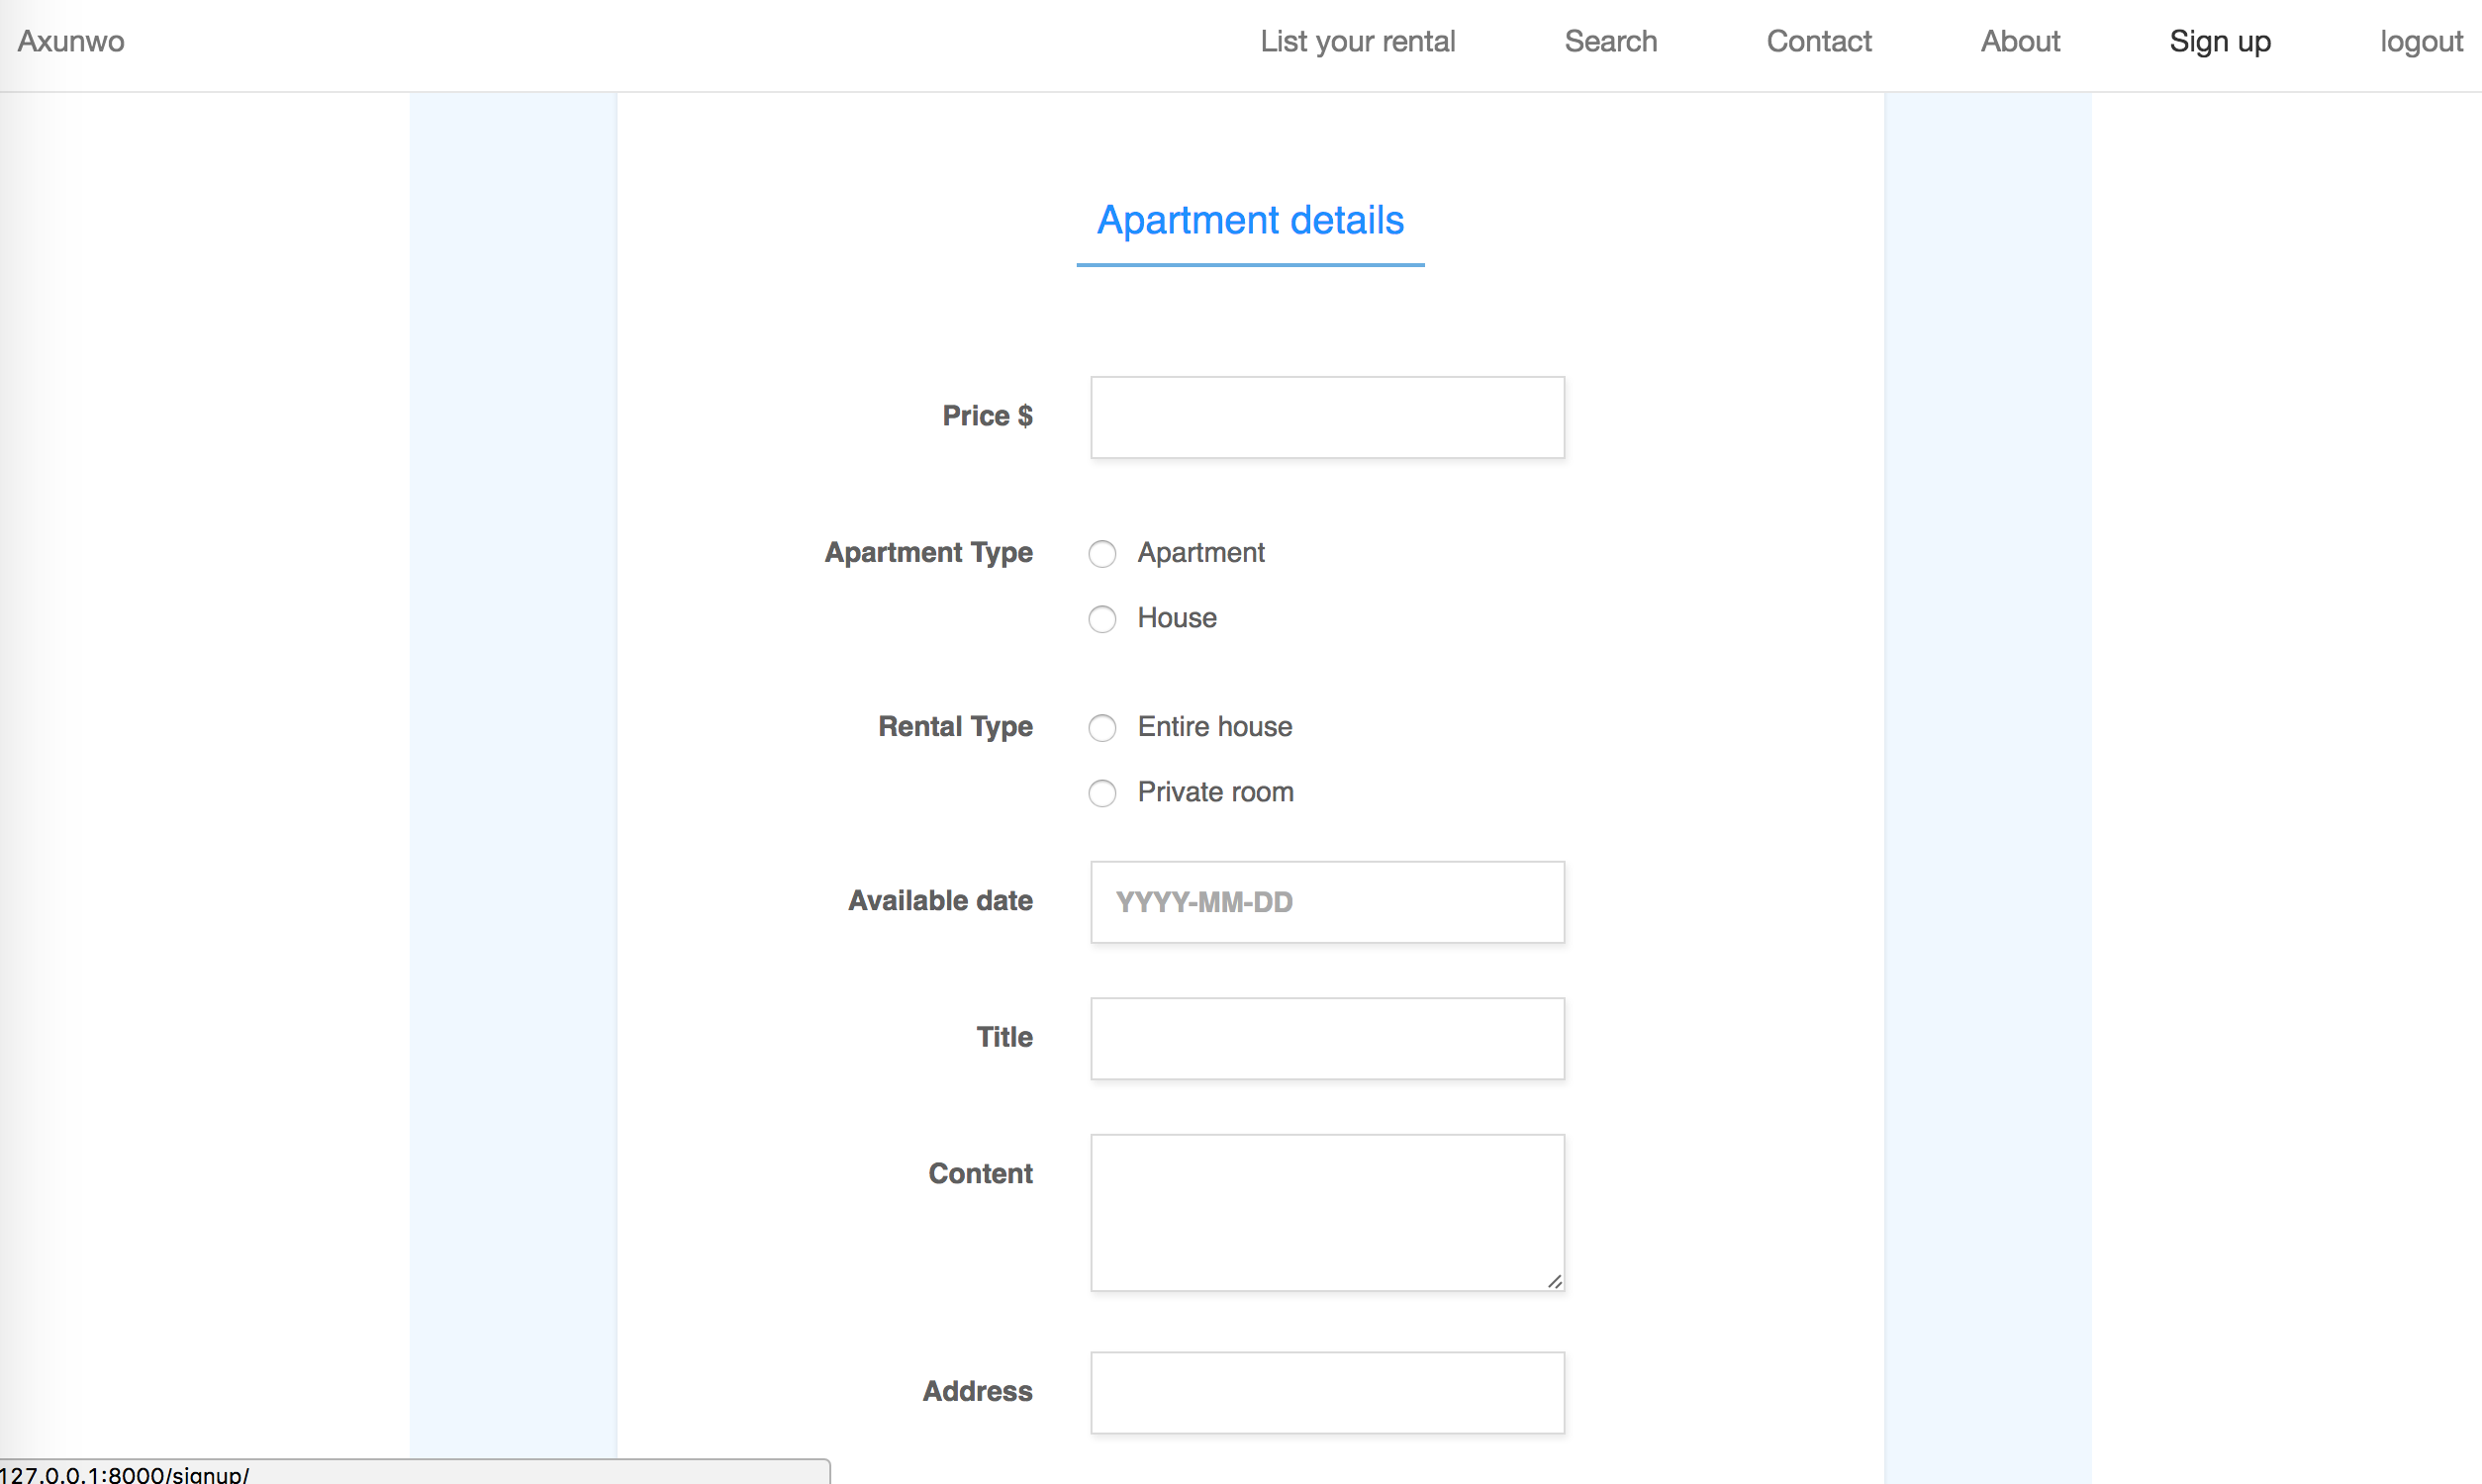 Axunwo List your rental Search Contact About Sign up logout
Apartment details
Price $
Apartment Type Apartment
House
Rental Type Entire house
Private room
Available date YYYY-MM-DD
Title
Content
Address
127.0.0.1:8000/signup/